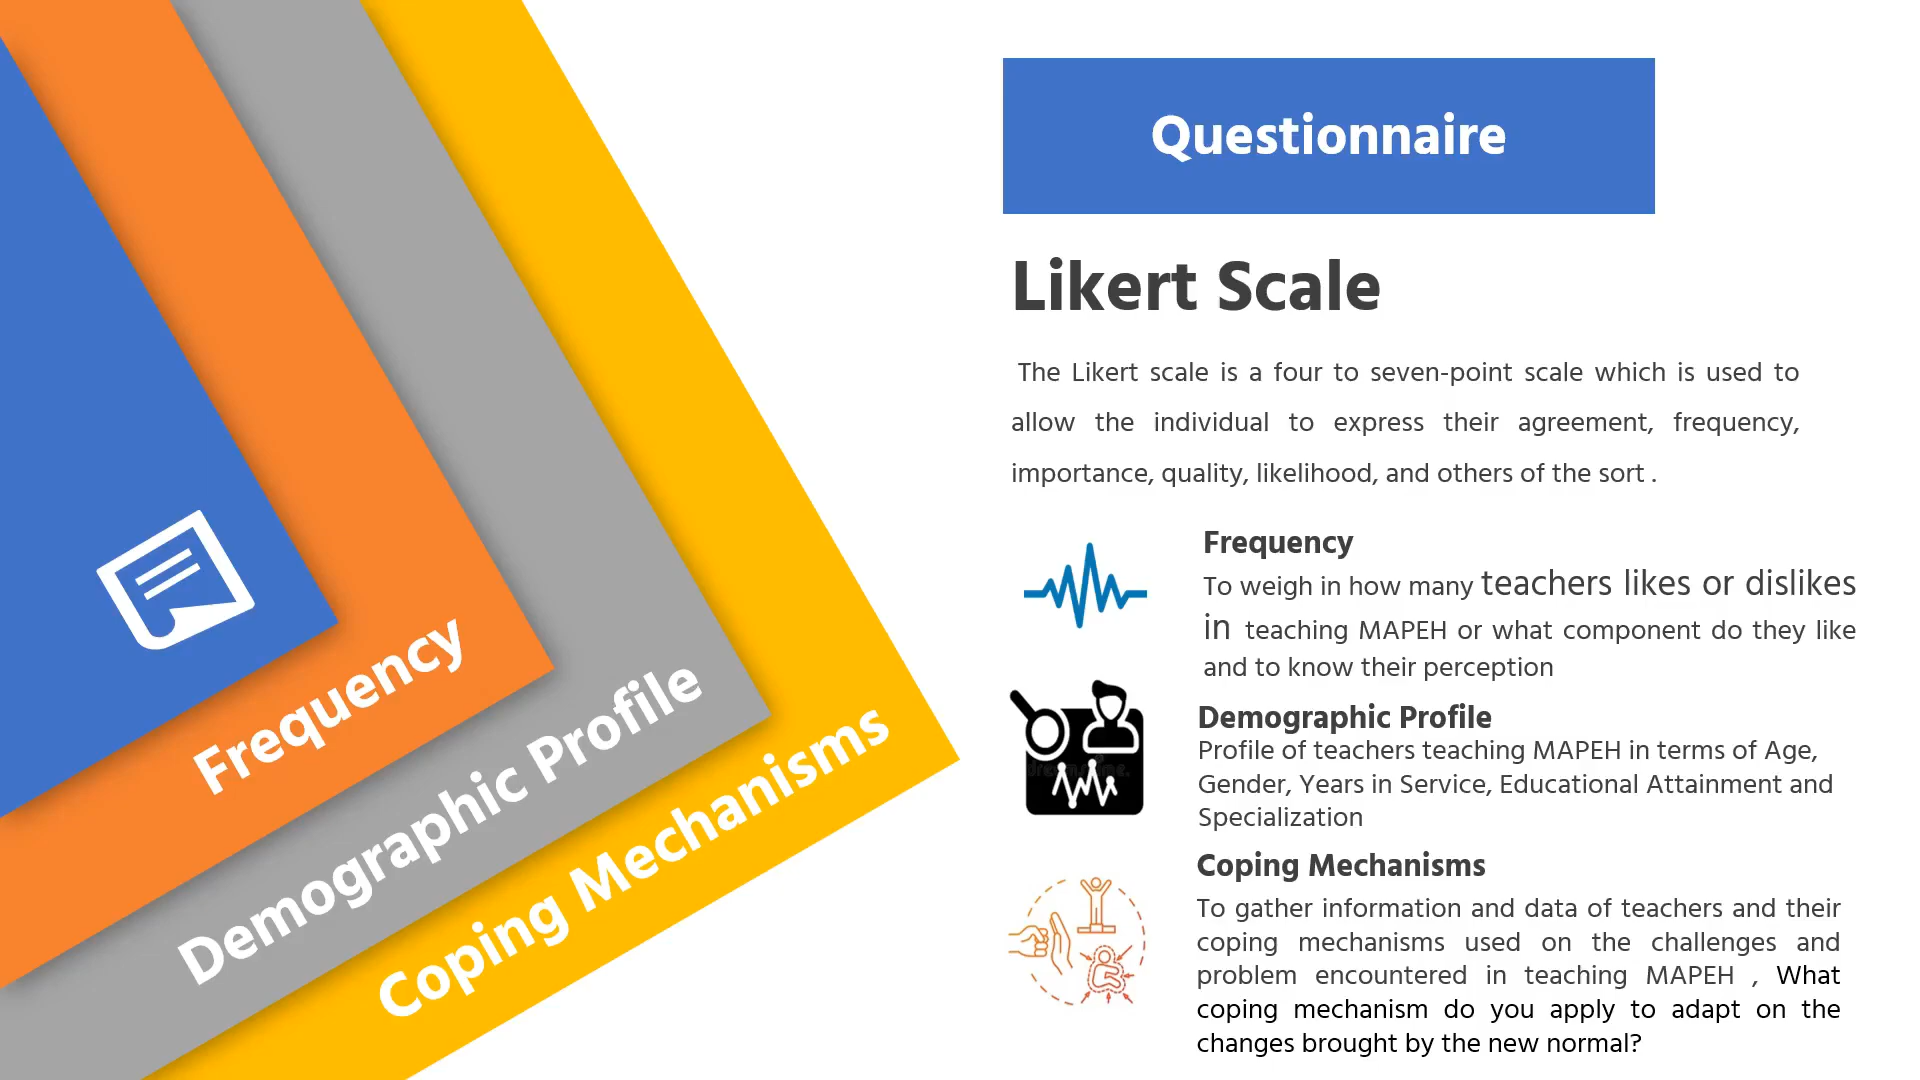 Frequency
Demographic Profile
Coping Mechanisms
Questionnaire
Likert Scale
The Likert scale is a four to seven-point scale which is used to
allow the individual to express their agreement, frequency,
importance, quality, likelihood, and others of the sort .
Frequency
To weigh in how many teachers likes or dislikes
in teaching MAPEH or what component do they like
and to know their perception
Demographic Profile
Profile of teachers teaching MAPEH in terms of Age,
Gender, Years in Service, Educational Attainment and
Specialization
Coping Mechanisms
To gather information and data of teachers and their
coping mechanisms used on the challenges and
problem encountered in teaching MAPEH , What
coping mechanism do you apply to adapt on the
changes brought by the new normal?